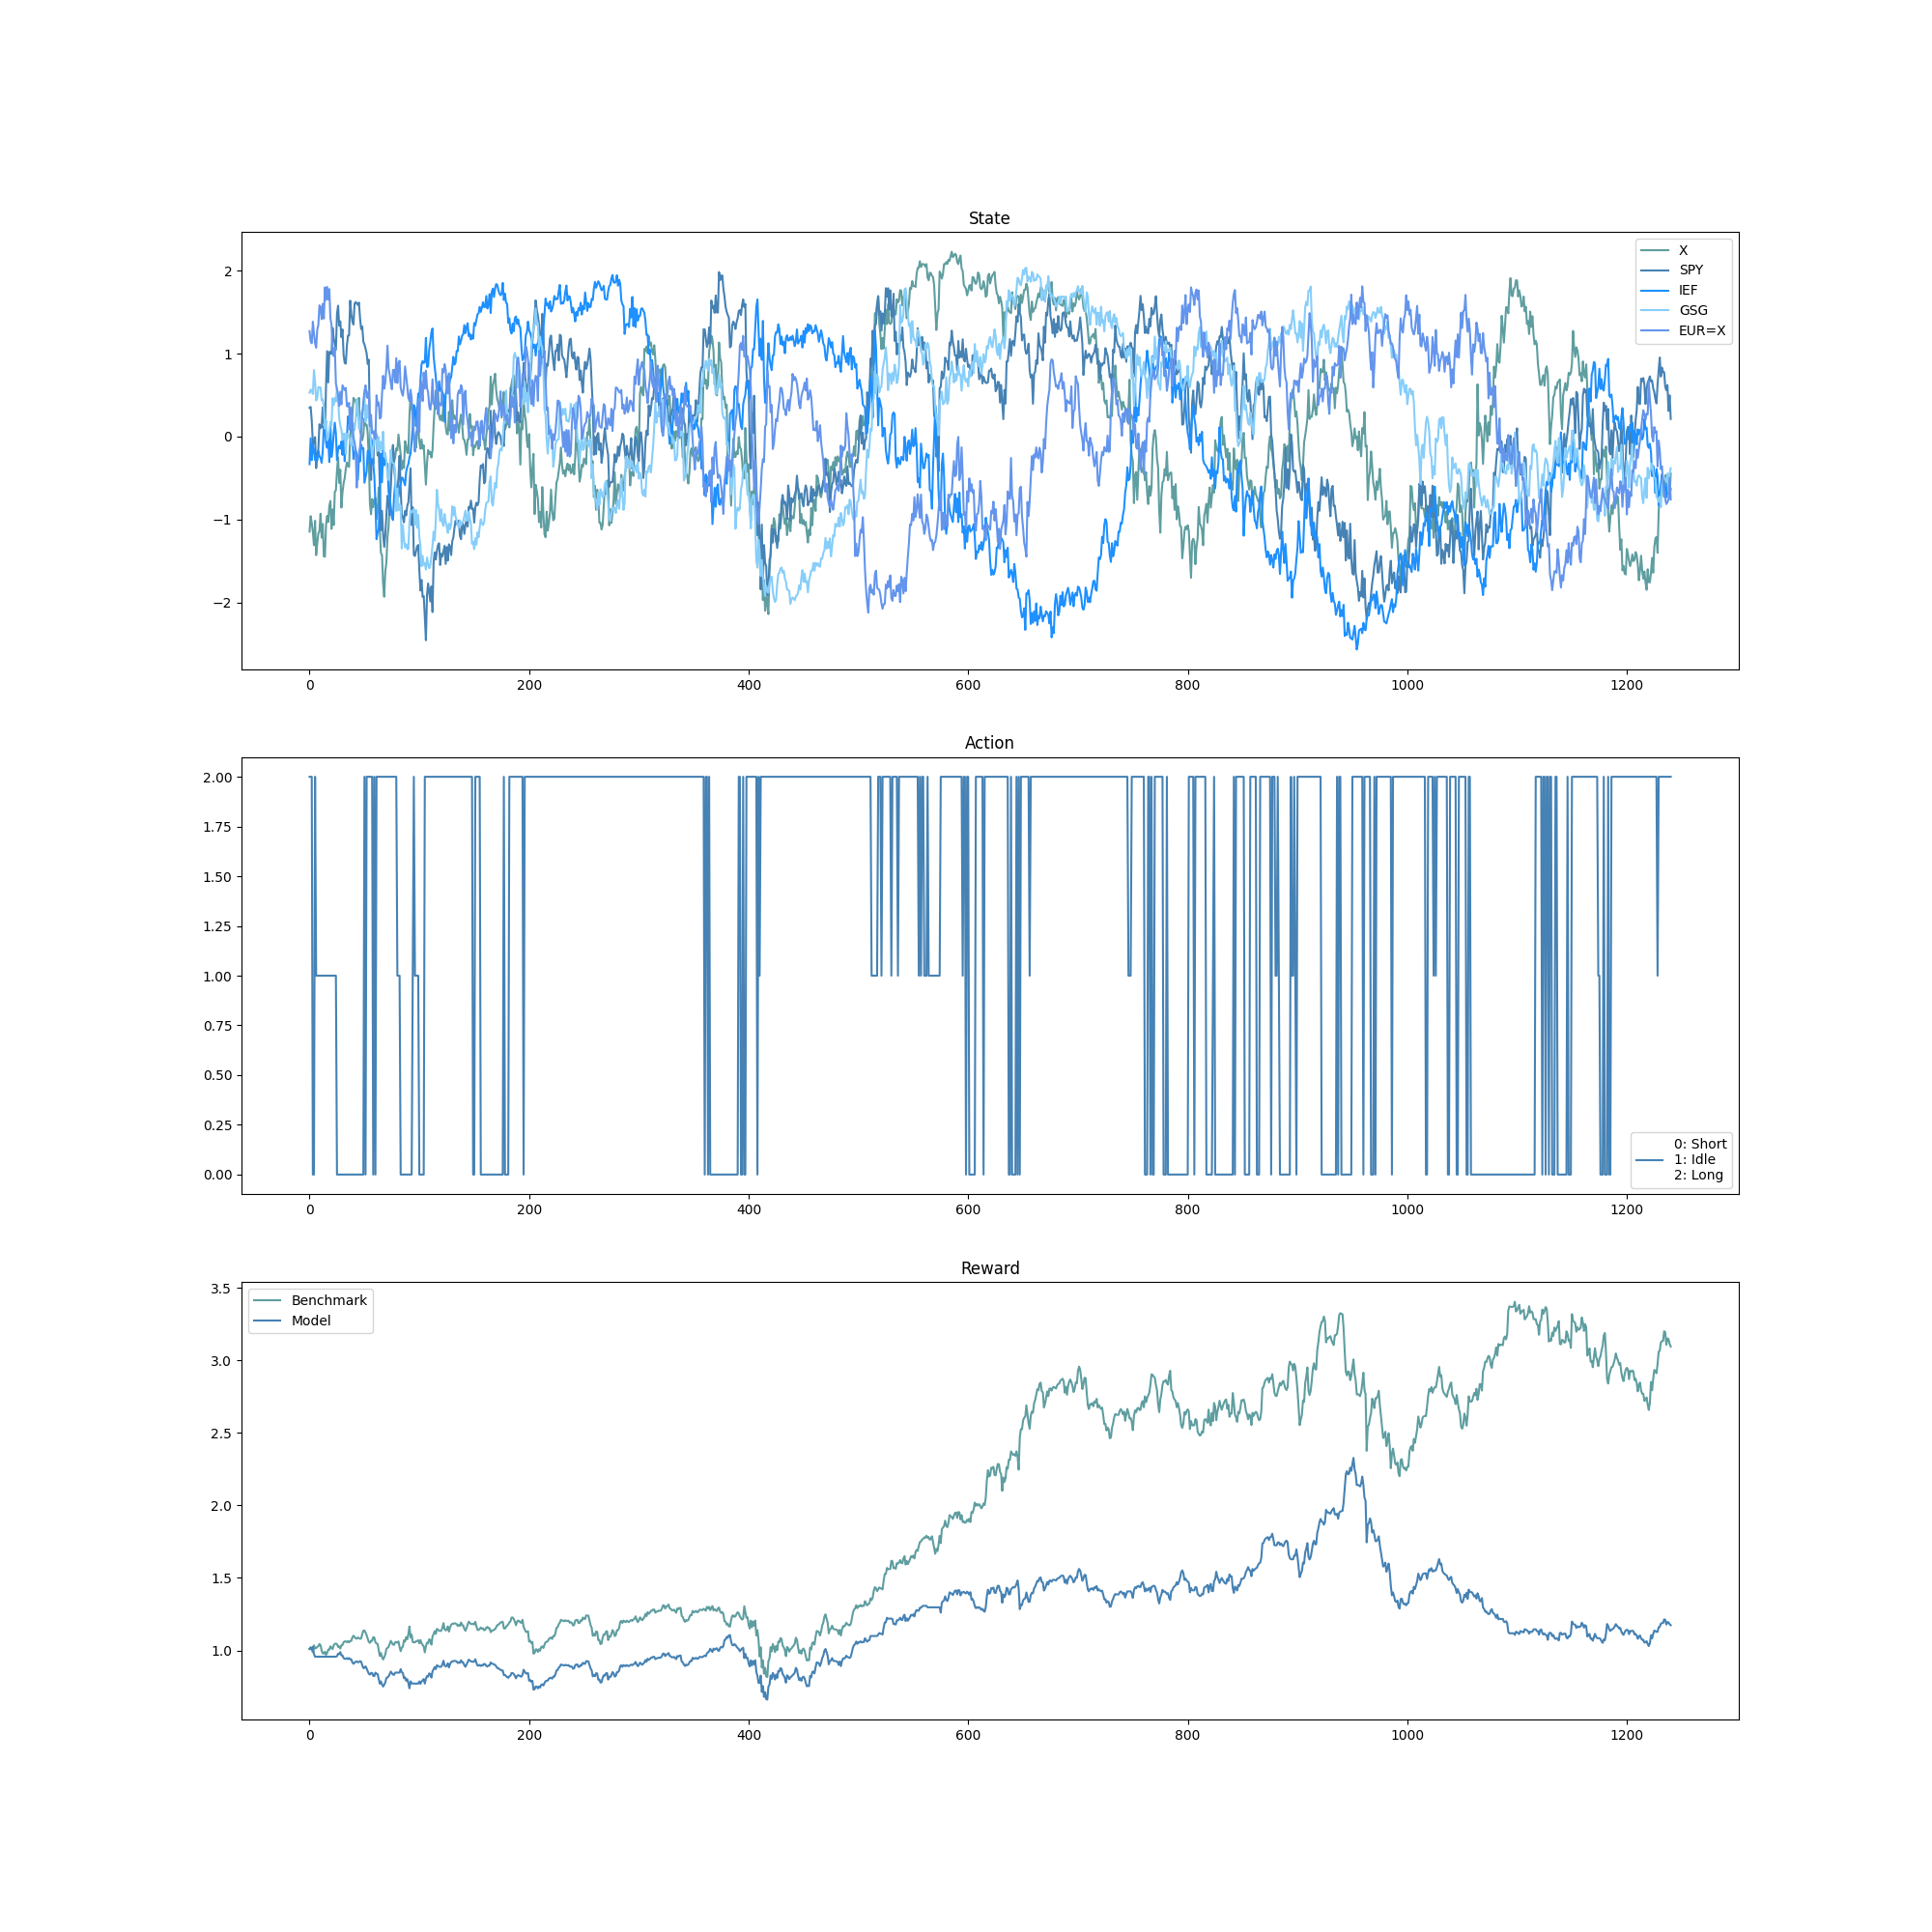 State
2
1
0
−1
−2
X
SPY
IEF
GSG
EUR=X
0 200 400 600 800 1000 1200
Action
2.00
1.75
1.50
1.25
1.00
0.75
0.50
0.25
0.00
0: Short
1: Idle
2: Long
0 200 400 600 800 1000 1200
Reward
3.5
3.0
2.5
2.0
1.5
1.0
Benchmark
Model
0 200 400 600 800 1000 1200